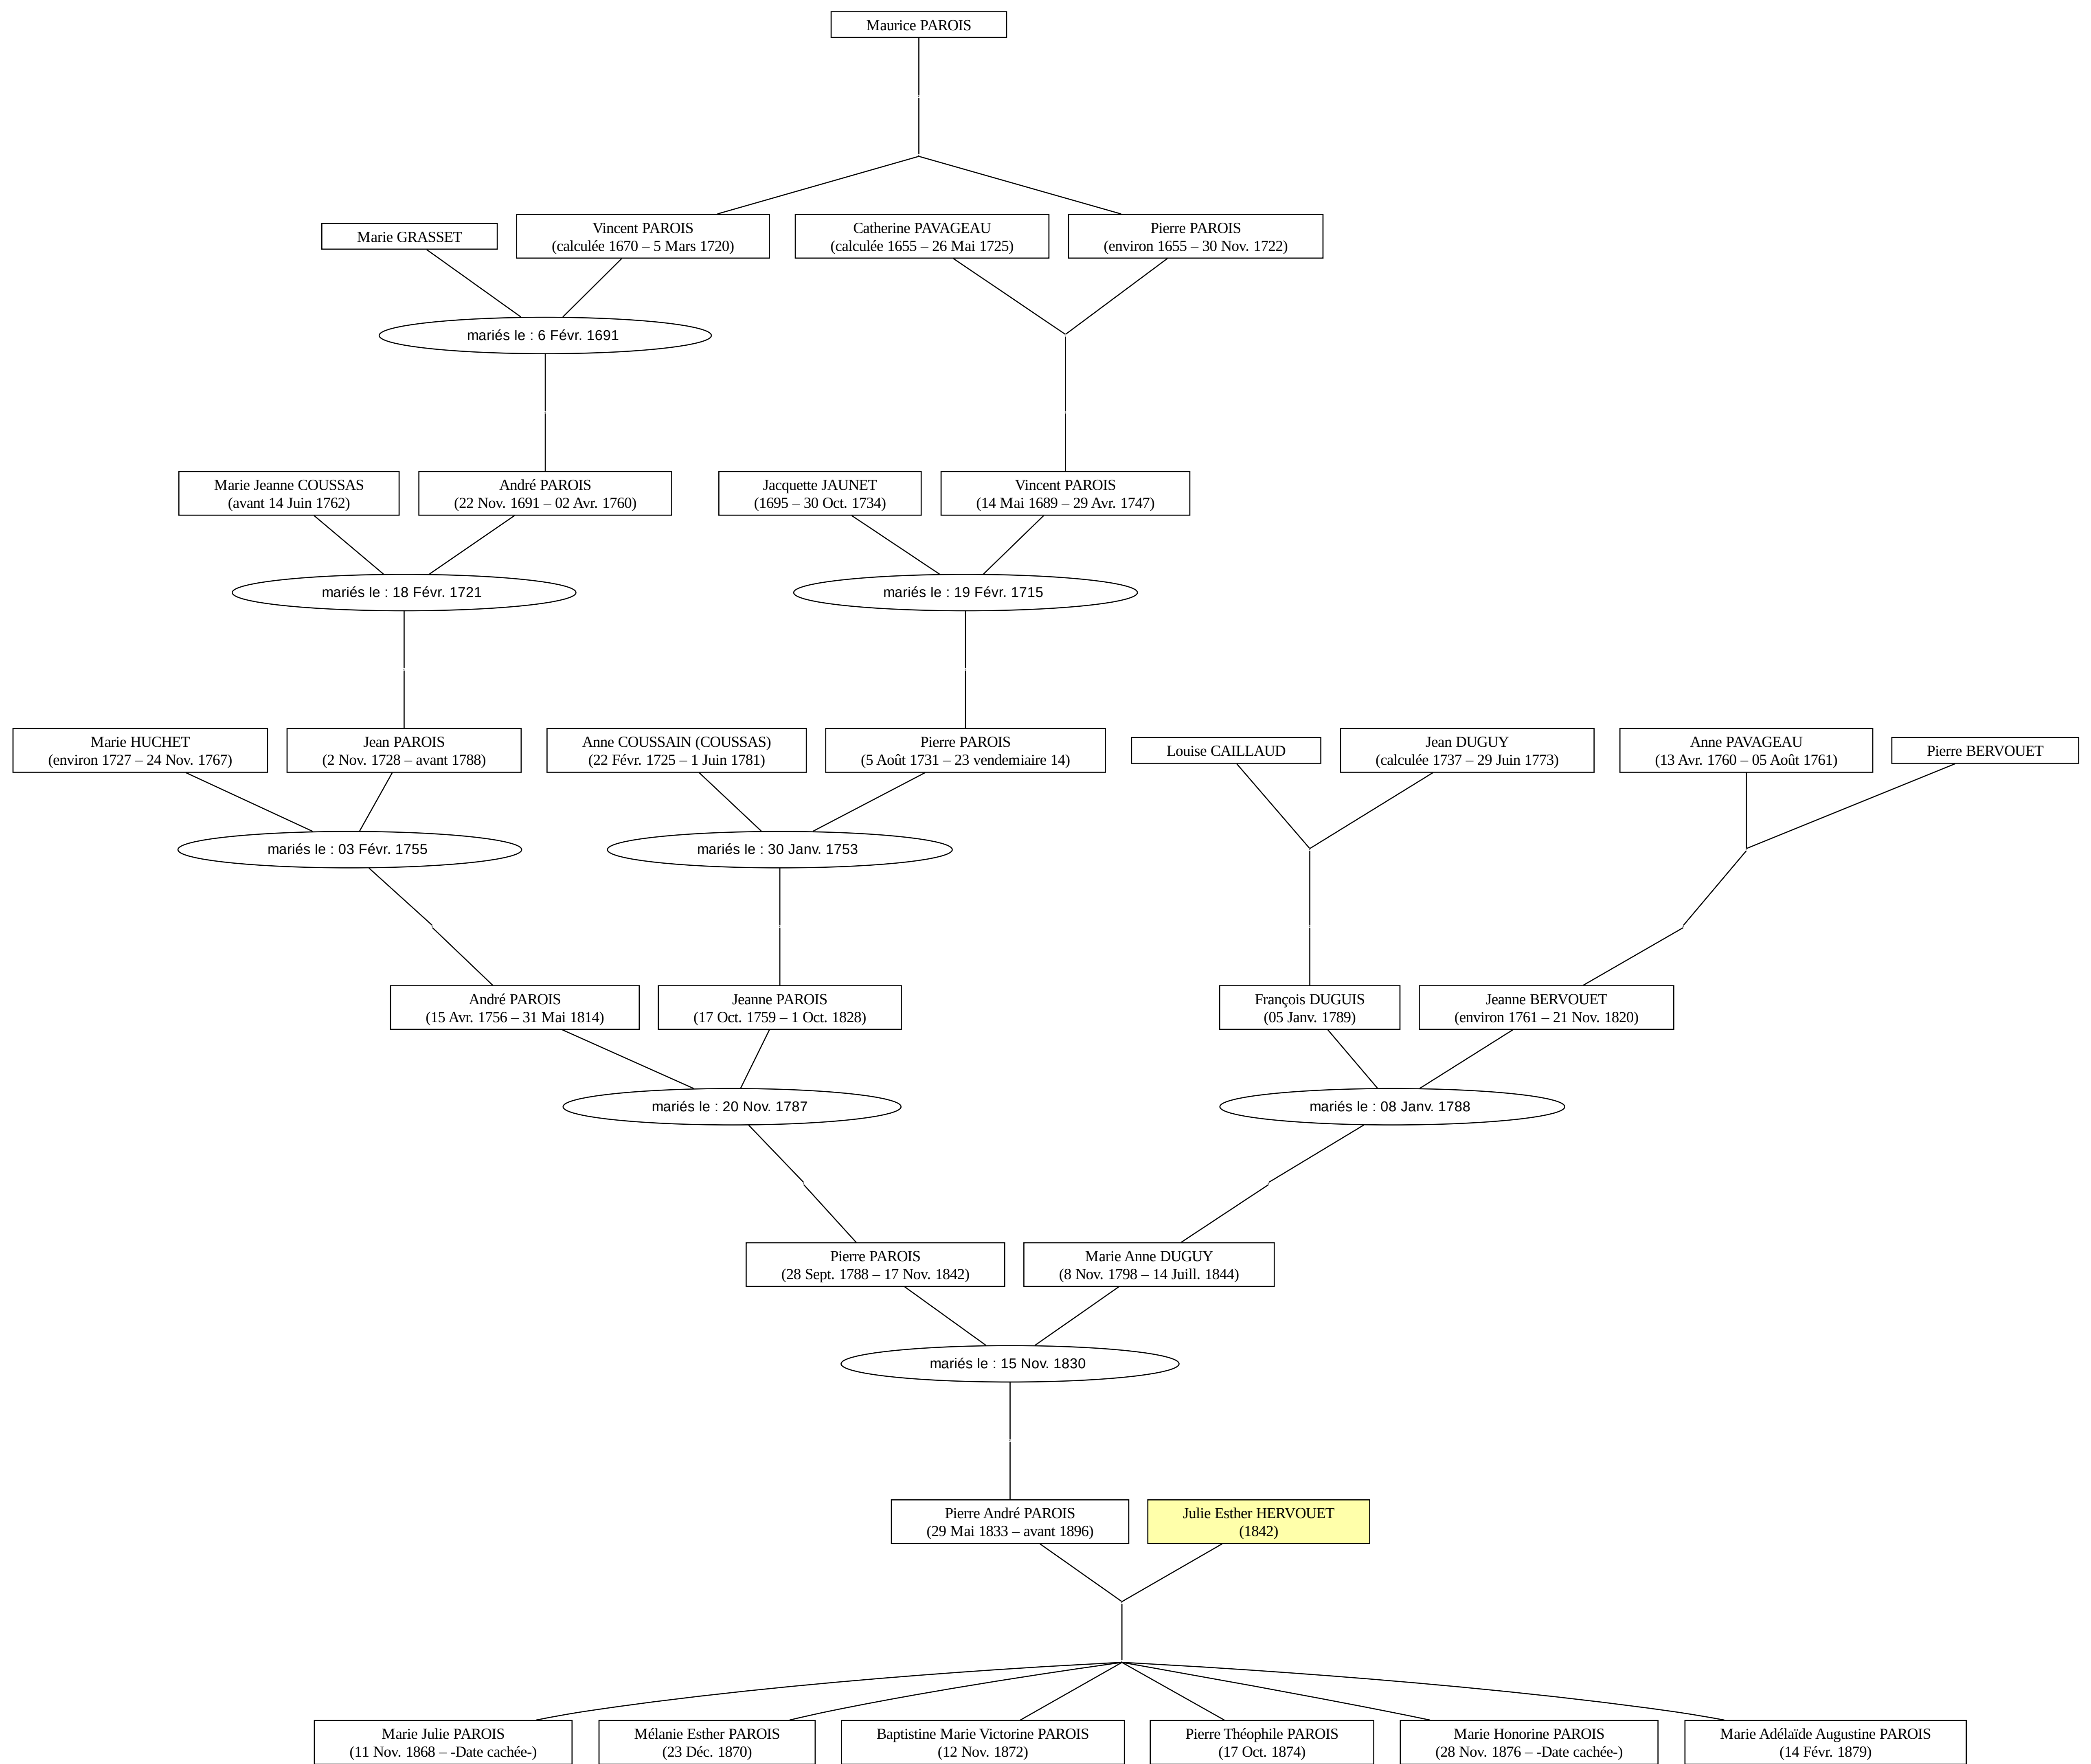 Maurice PAROIS
Marie GRASSET
Vincent PAROIS
(calculée 1670 – 5 Mars 1720)
Catherine PAVAGEAU
(calculée 1655 – 26 Mai 1725)
Pierre PAROIS
(environ 1655 – 30 Nov. 1722)
mariés le : 6 Févr. 1691
Marie Jeanne COUSSAS
(avant 14 Juin 1762)
André PAROIS
(22 Nov. 1691 – 02 Avr. 1760)
Jacquette JAUNET
(1695 – 30 Oct. 1734)
Vincent PAROIS
(14 Mai 1689 – 29 Avr. 1747)
mariés le : 18 Févr. 1721
mariés le : 19 Févr. 1715
Marie HUCHET
(environ 1727 – 24 Nov. 1767)
Jean PAROIS
(2 Nov. 1728 – avant 1788)
Anne COUSSAIN (COUSSAS)
(22 Févr. 1725 – 1 Juin 1781)
Pierre PAROIS
(5 Août 1731 – 23 vendemiaire 14)
Louise CAILLAUD
Jean DUGUY
(calculée 1737 – 29 Juin 1773)
Anne PAVAGEAU
(13 Avr. 1760 – 05 Août 1761)
Pierre BERVOUET
mariés le : 03 Févr. 1755
mariés le : 30 Janv. 1753
André PAROIS
(15 Avr. 1756 – 31 Mai 1814)
Jeanne PAROIS
(17 Oct. 1759 – 1 Oct. 1828)
François DUGUIS
(05 Janv. 1789)
Jeanne BERVOUET
(environ 1761 – 21 Nov. 1820)
mariés le : 20 Nov. 1787
mariés le : 08 Janv. 1788
Pierre PAROIS
(28 Sept. 1788 – 17 Nov. 1842)
Marie Anne DUGUY
(8 Nov. 1798 – 14 Juill. 1844)
mariés le : 15 Nov. 1830
Pierre André PAROIS
(29 Mai 1833 – avant 1896)
Julie Esther HERVOUET
(1842)
Marie Julie PAROIS
(11 Nov. 1868 – -Date cachée-)
Mélanie Esther PAROIS
(23 Déc. 1870)
Baptistine Marie Victorine PAROIS
(12 Nov. 1872)
Pierre Théophile PAROIS
(17 Oct. 1874)
Marie Honorine PAROIS
(28 Nov. 1876 – -Date cachée-)
Marie Adélaïde Augustine PAROIS
(14 Févr. 1879)